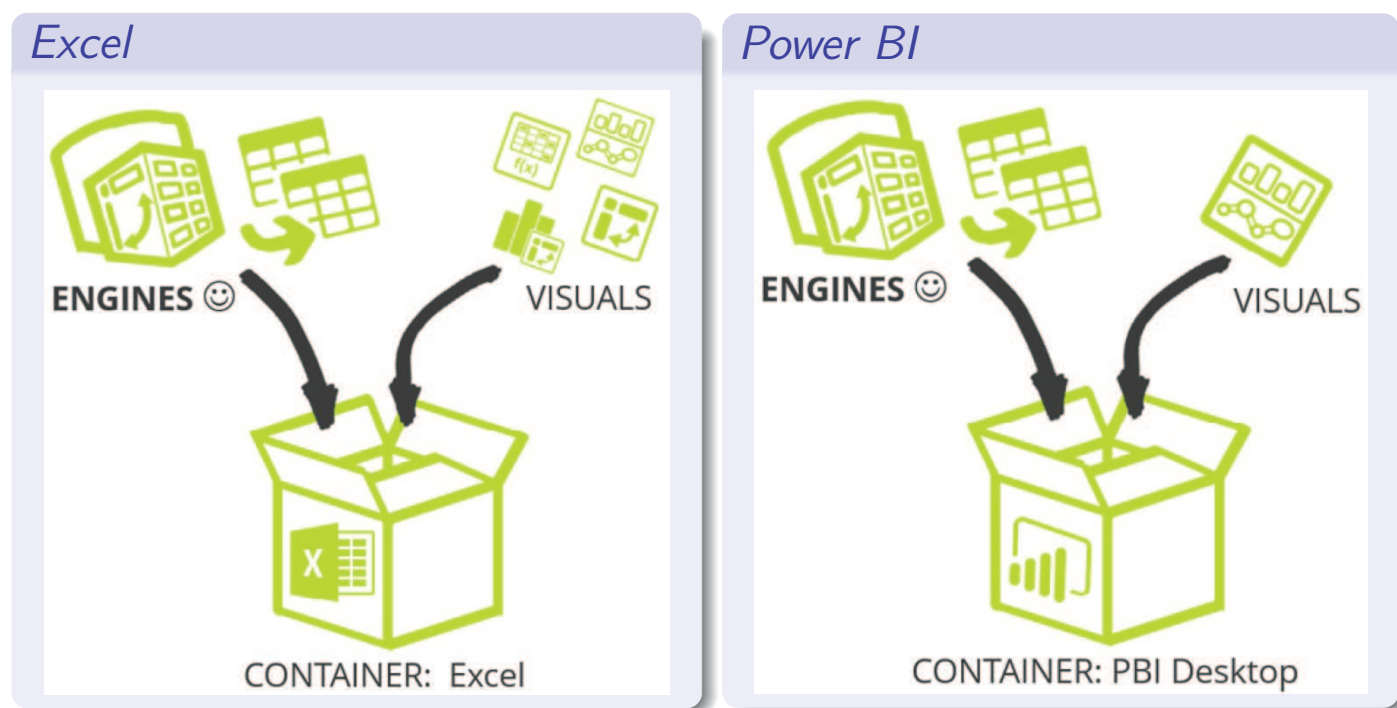 Excel
f(x)
ENGINES ☺
VISUALS
X
CONTAINER: Excel
Power BI
ENGINES ☺
VISUALS
CONTAINER: PBI Desktop